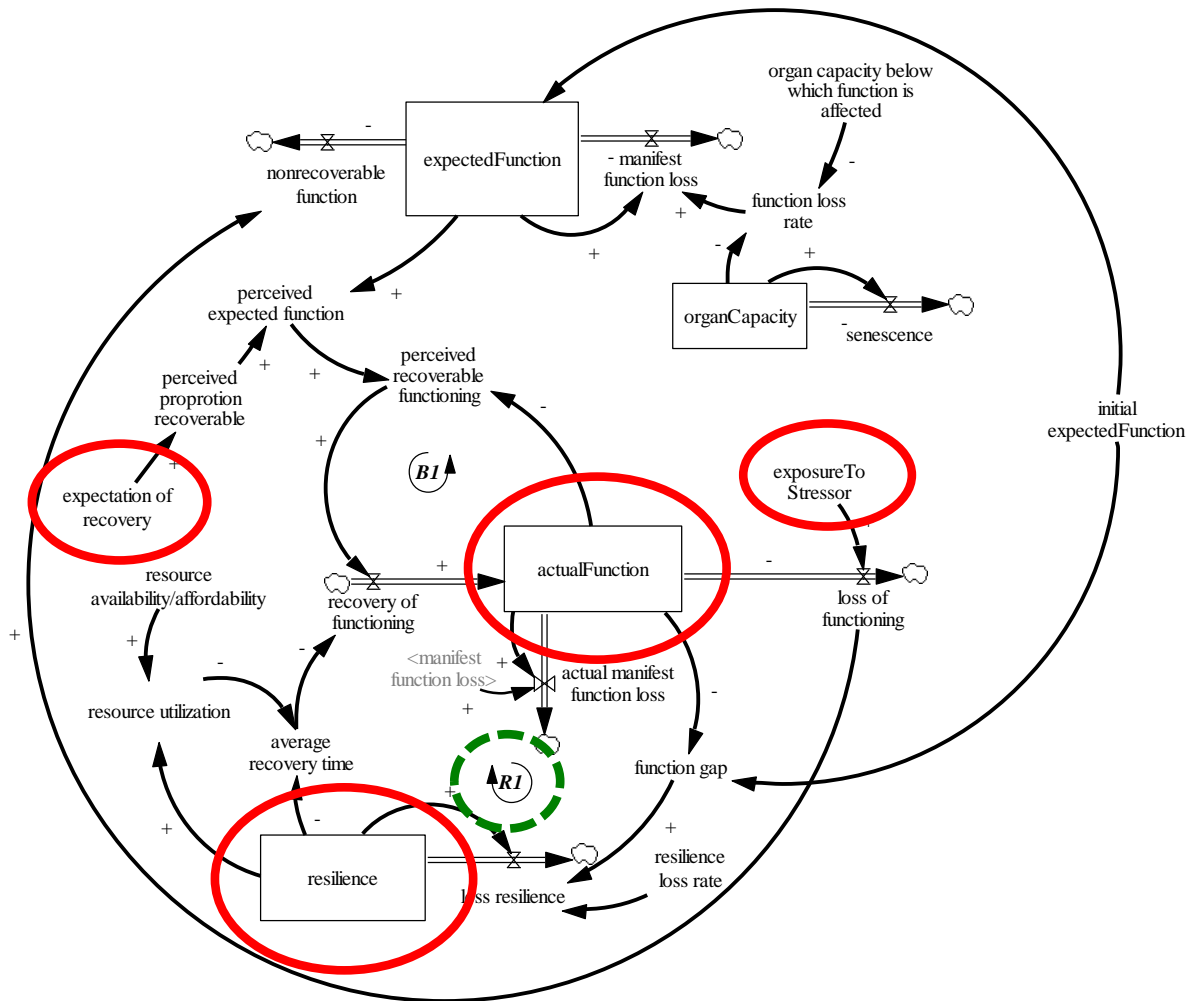 organ capacity below
which function is
affected
-
expectedFunction
-
manifest
function loss
nonrecoverable
function
-
function loss
rate
+
-
+
+
+
perceived
expected function
organCapacity
-
senescence
+
+
perceived
recoverable
functioning
perceived
proprotion
recoverable
-
+
initial
expectedFunction
+
B1
exposureTo
Stressor
expectation of
recovery
+
resource
availability/affordability
+
actualFunction
-
recovery of
functioning
loss of
functioning
+
+
-
-
+
<manifest
function loss>
actual manifest
function loss
-
resource utilization
+
average
recovery time
function gap
R1
+
+
-
+
resilience
loss rate
resilience
loss resilience